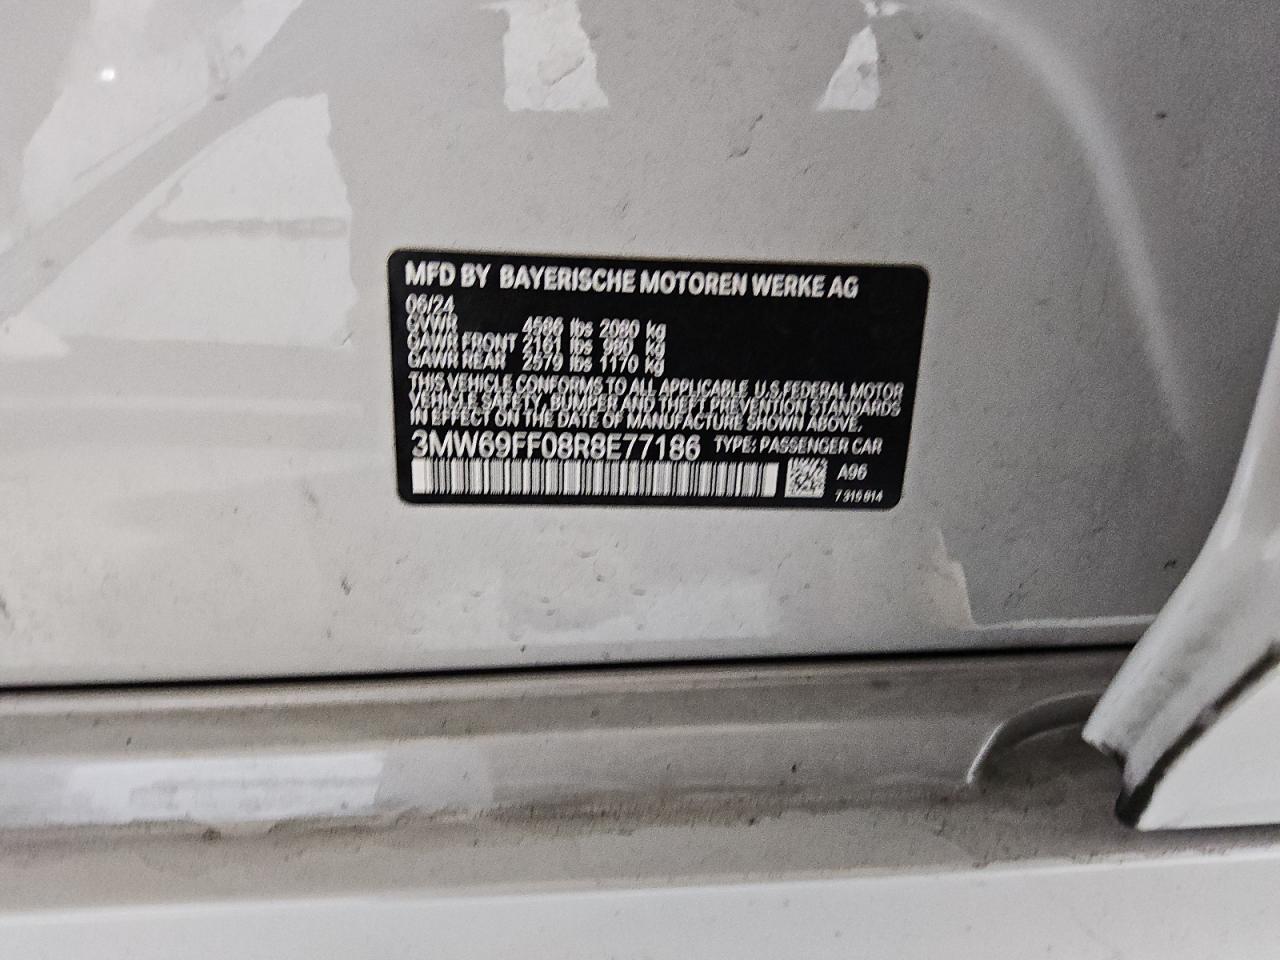 MFD BY BAYERISCHE MOTOREN WERKE AG
06/24
GVWR 4586 lbs 2080 kg
GAWR FRONT 2161 lbs 980 kg
GAWR REAR 2579 lbs 1170 kg
THIS VEHICLE CONFORMS TO ALL APPLICABLE U.S.FEDERAL MOTOR
VEHICLE SAFETY, BUMPER AND THEFT PREVENTION STANDARDS
IN EFFECT ON THE DATE OF MANUFACTURE SHOWN ABOVE.
3MW69FF08R8E77186 TYPE: PASSENGER CAR
A96